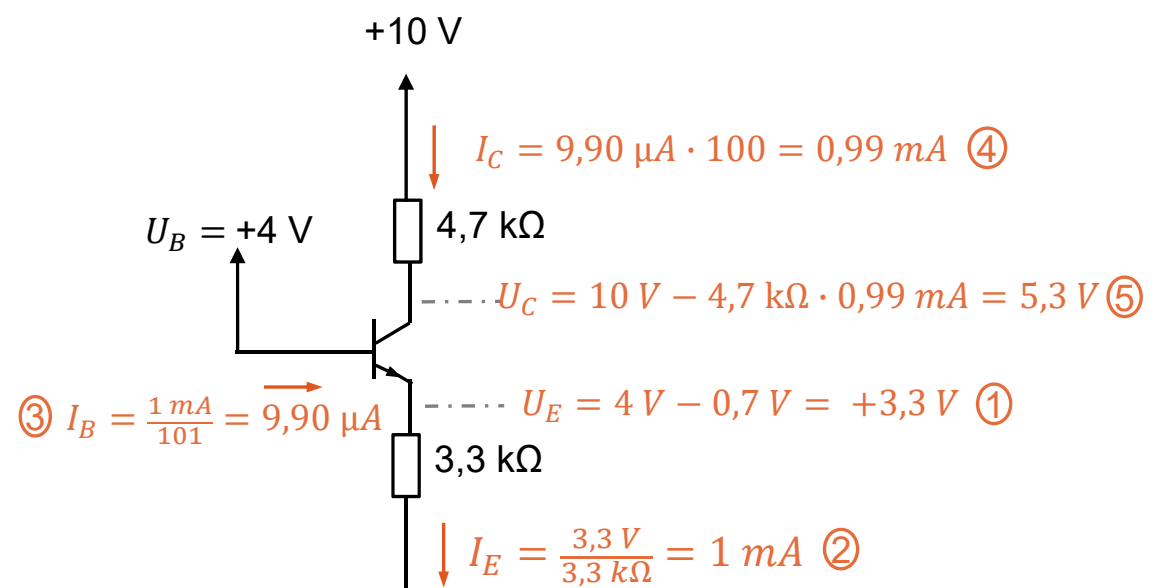 +10 V
I_C = 9,90 μA · 100 = 0,99 mA ④
U_B = +4 V
4,7 kΩ
U_C = 10 V − 4,7 kΩ · 0,99 mA = 5,3 V ⑤
U_E = 4 V − 0,7 V = +3,3 V ①
③ I_B = 1 mA / 101 = 9,90 μA
3,3 kΩ
I_E = 3,3 V / 3,3 kΩ = 1 mA ②